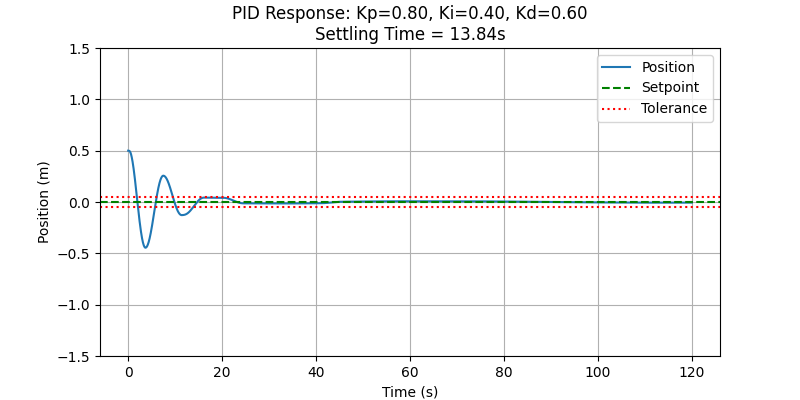 PID Response: Kp=0.80, Ki=0.40, Kd=0.60
Settling Time = 13.84s
Position
Setpoint
Tolerance
1.5
1.0
0.5
0.0
−0.5
−1.0
−1.5
Position (m)
0 20 40 60 80 100 120
Time (s)